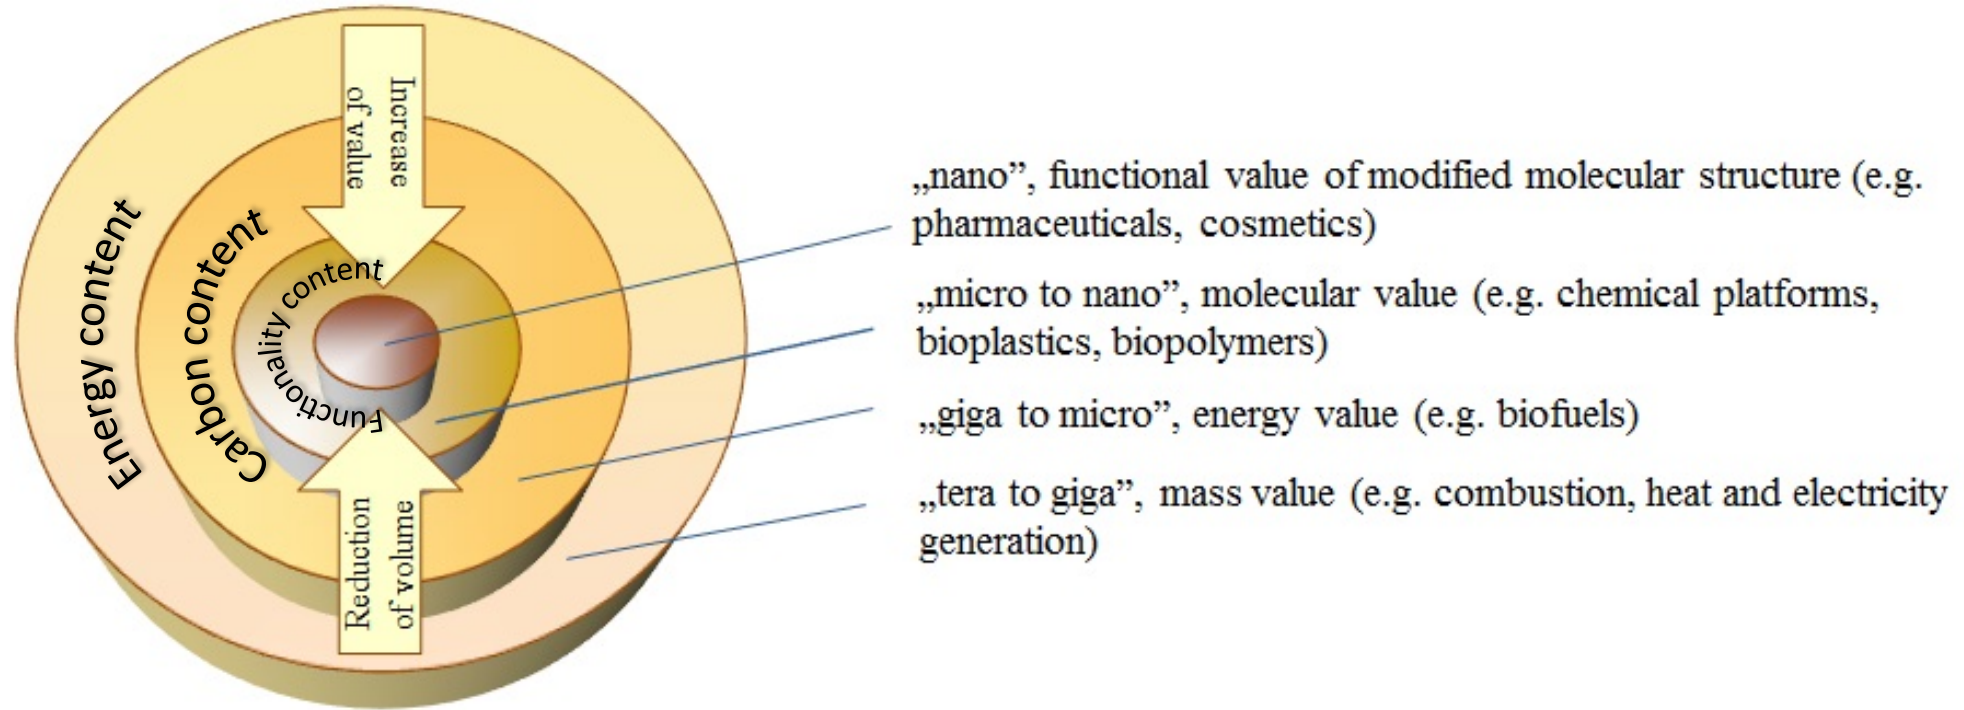 Increase
of value
Energy content
Carbon content
Functionality content
Reduction
of volume
„nano”, functional value of modified molecular structure (e.g.
pharmaceuticals, cosmetics)
„micro to nano”, molecular value (e.g. chemical platforms,
bioplastics, biopolymers)
„giga to micro”, energy value (e.g. biofuels)
„tera to giga”, mass value (e.g. combustion, heat and electricity
generation)